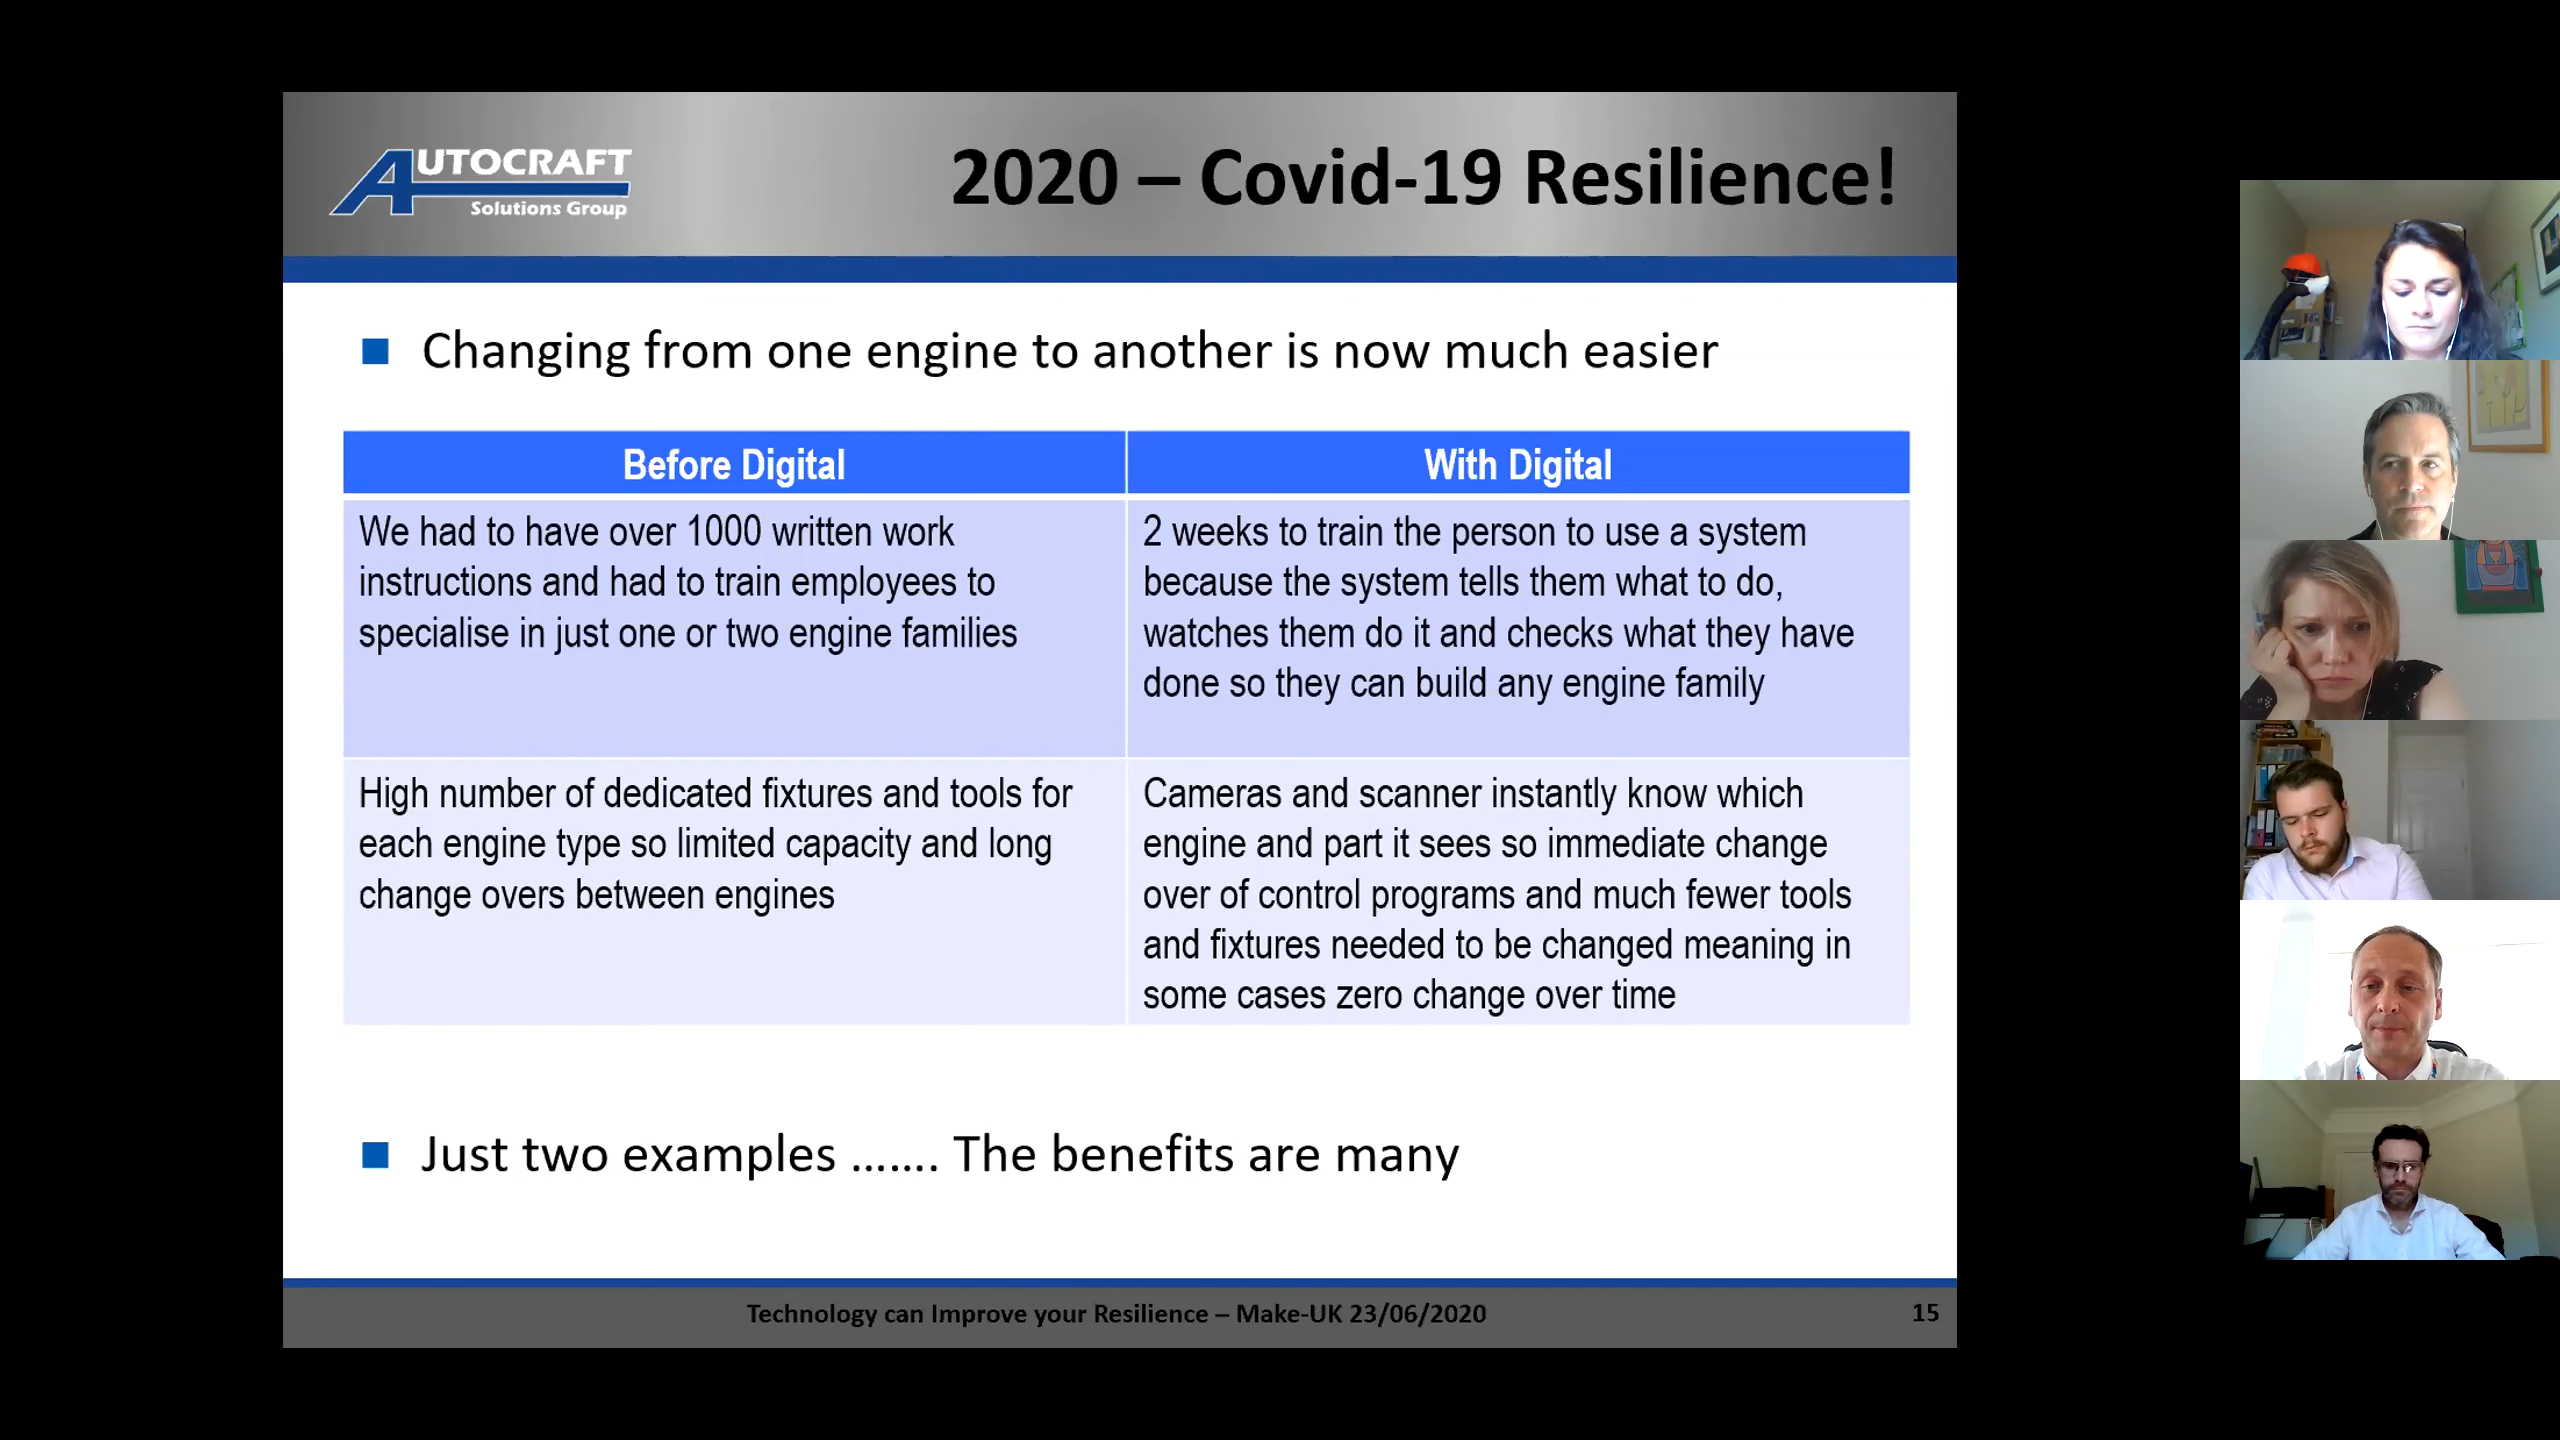 AUTOCRAFT
Solutions Group
2020 – Covid-19 Resilience!
Changing from one engine to another is now much easier
Before Digital
With Digital
We had to have over 1000 written work
instructions and had to train employees to
specialise in just one or two engine families
2 weeks to train the person to use a system
because the system tells them what to do,
watches them do it and checks what they have
done so they can build any engine family
High number of dedicated fixtures and tools for
each engine type so limited capacity and long
change overs between engines
Cameras and scanner instantly know which
engine and part it sees so immediate change
over of control programs and much fewer tools
and fixtures needed to be changed meaning in
some cases zero change over time
Just two examples ....... The benefits are many
Technology can Improve your Resilience – Make-UK 23/06/2020
15